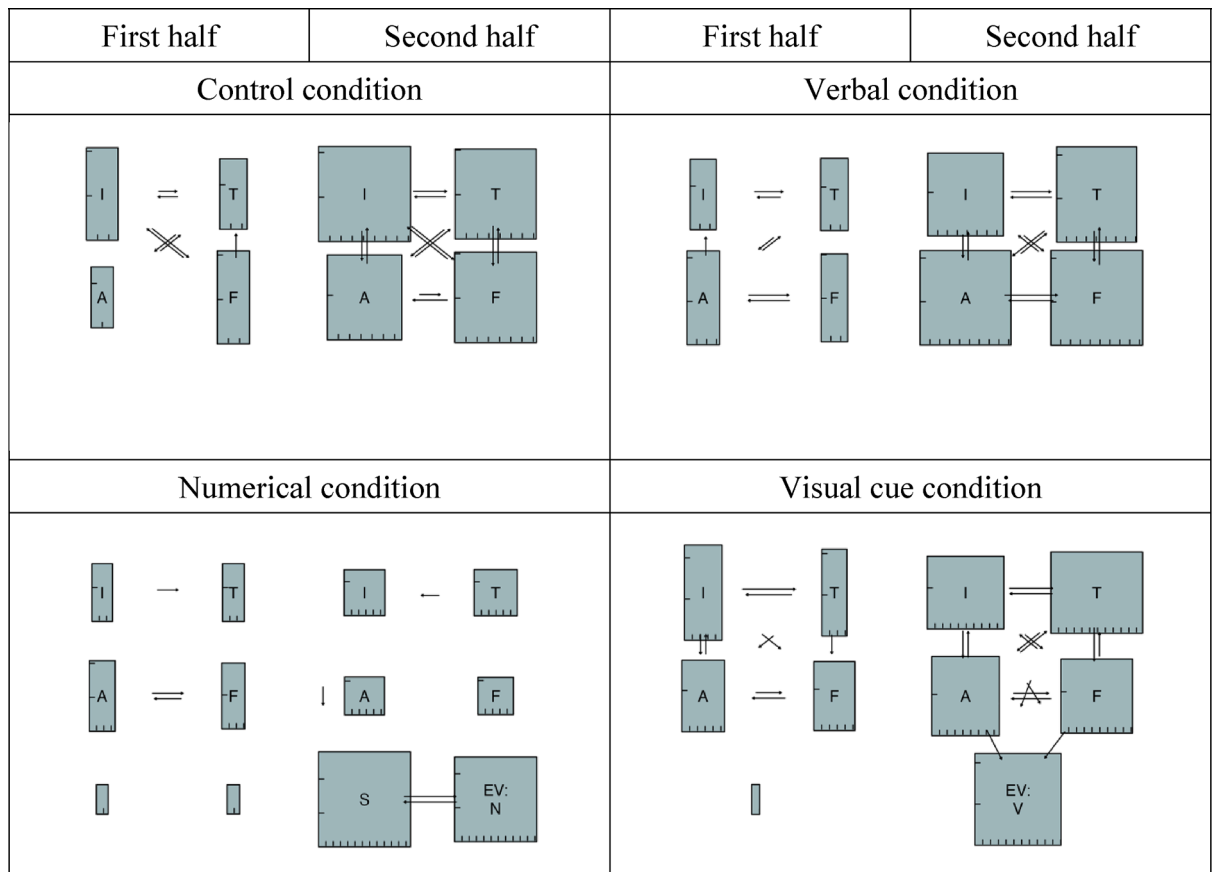 First half Second half First half Second half
Control condition Verbal condition
I T I T I T I T
A F A F A F A F
Numerical condition Visual cue condition
I T I T I T I T
A F A F A F A F
S EV: EV:
N V